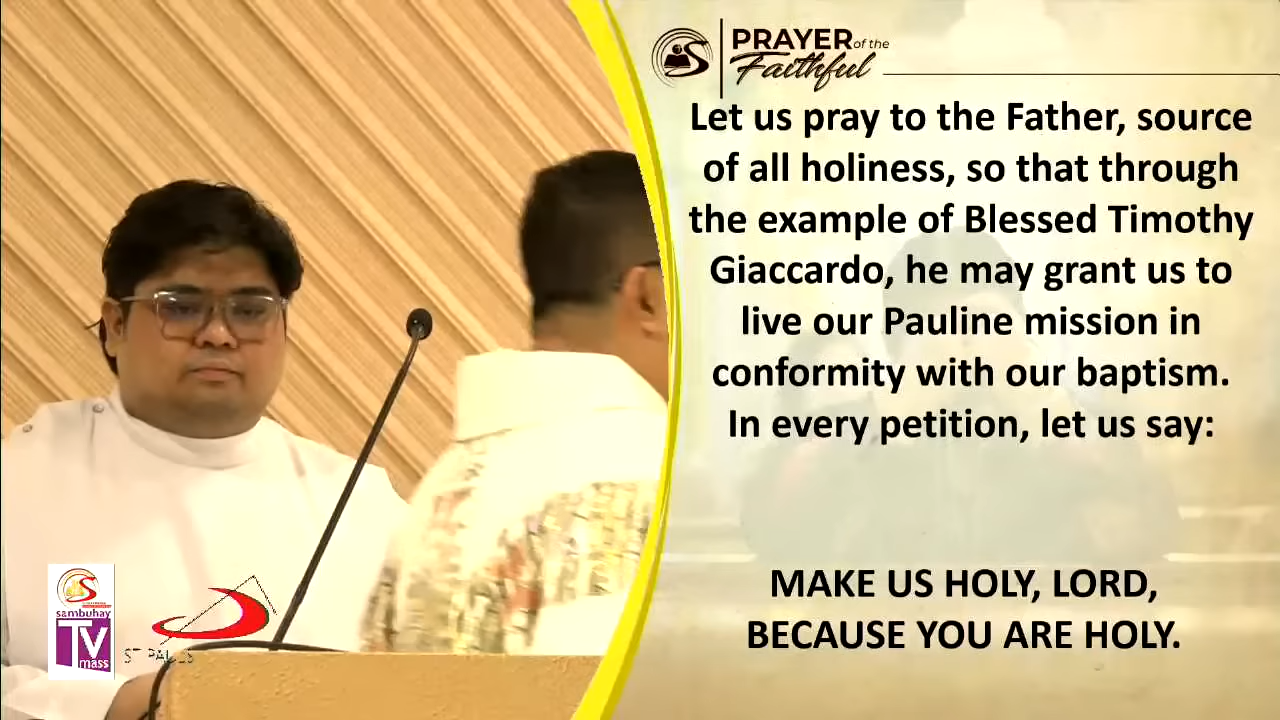 PRAYER of the
Faithful
Let us pray to the Father, source
of all holiness, so that through
the example of Blessed Timothy
Giaccardo, he may grant us to
live our Pauline mission in
conformity with our baptism.
In every petition, let us say:
MAKE US HOLY, LORD,
BECAUSE YOU ARE HOLY.
sambuhay
TV
mass
ST PAULS